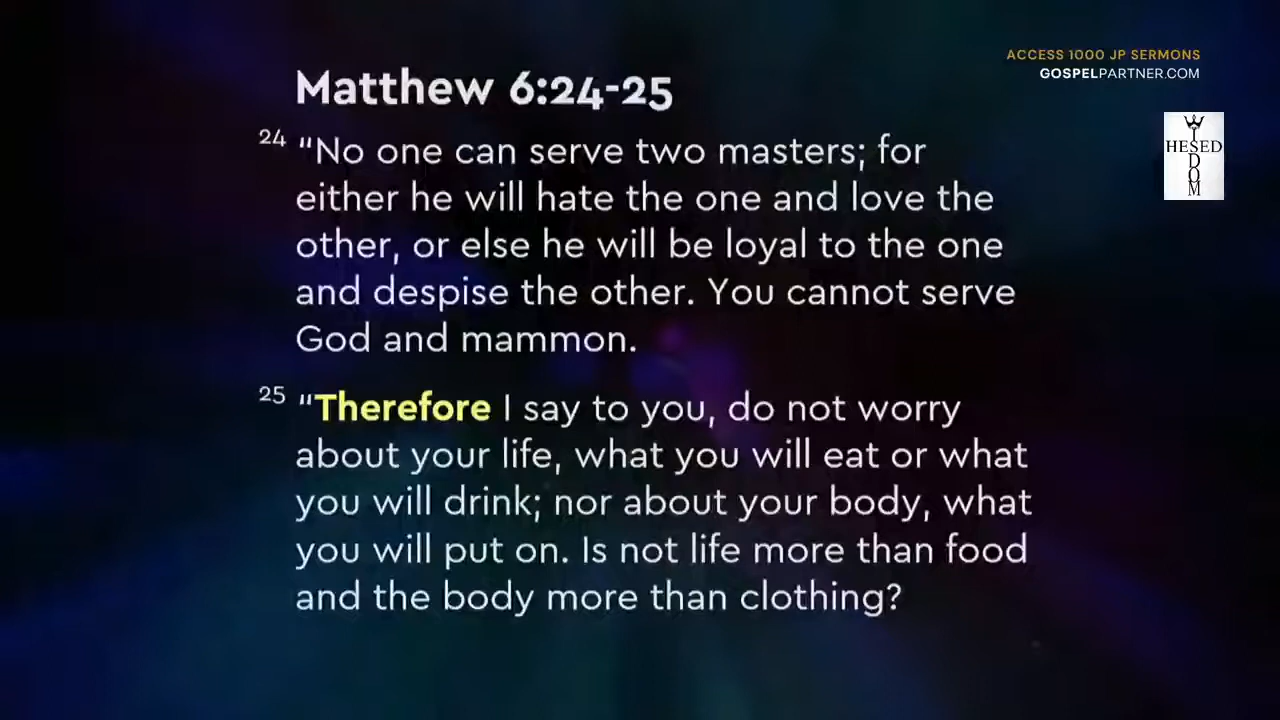 ACCESS 1000 JP SERMONS
GOSPELPARTNER.COM
HESED
I
D
O
M
Matthew 6:24-25
24 "No one can serve two masters; for
either he will hate the one and love the
other, or else he will be loyal to the one
and despise the other. You cannot serve
God and mammon.
25 "Therefore I say to you, do not worry
about your life, what you will eat or what
you will drink; nor about your body, what
you will put on. Is not life more than food
and the body more than clothing?